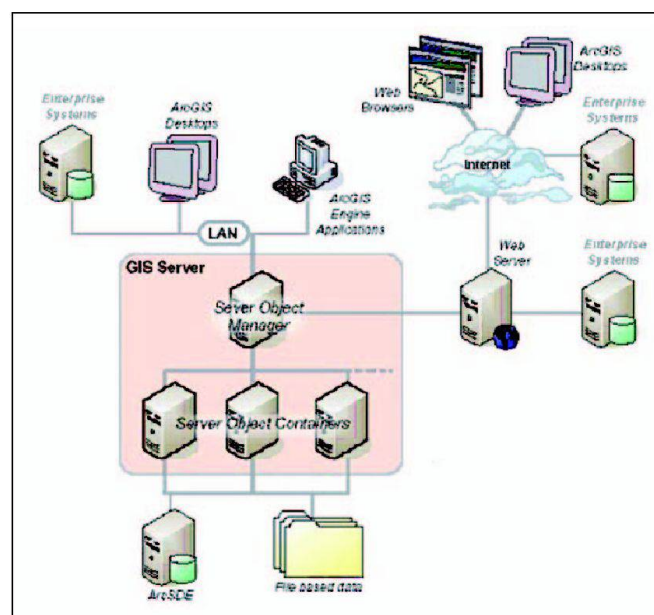 ArcGIS
Desktops
Web
Browsers
Enterprise
Systems
ArcGIS
Desktops
Enterprise
Systems
Internet
ArcGIS
Engine
Applications
LAN
Web
Server
Enterprise
Systems
GIS Server
Sever Object
Manager
Server Object Containers
ArcSDE
File based data